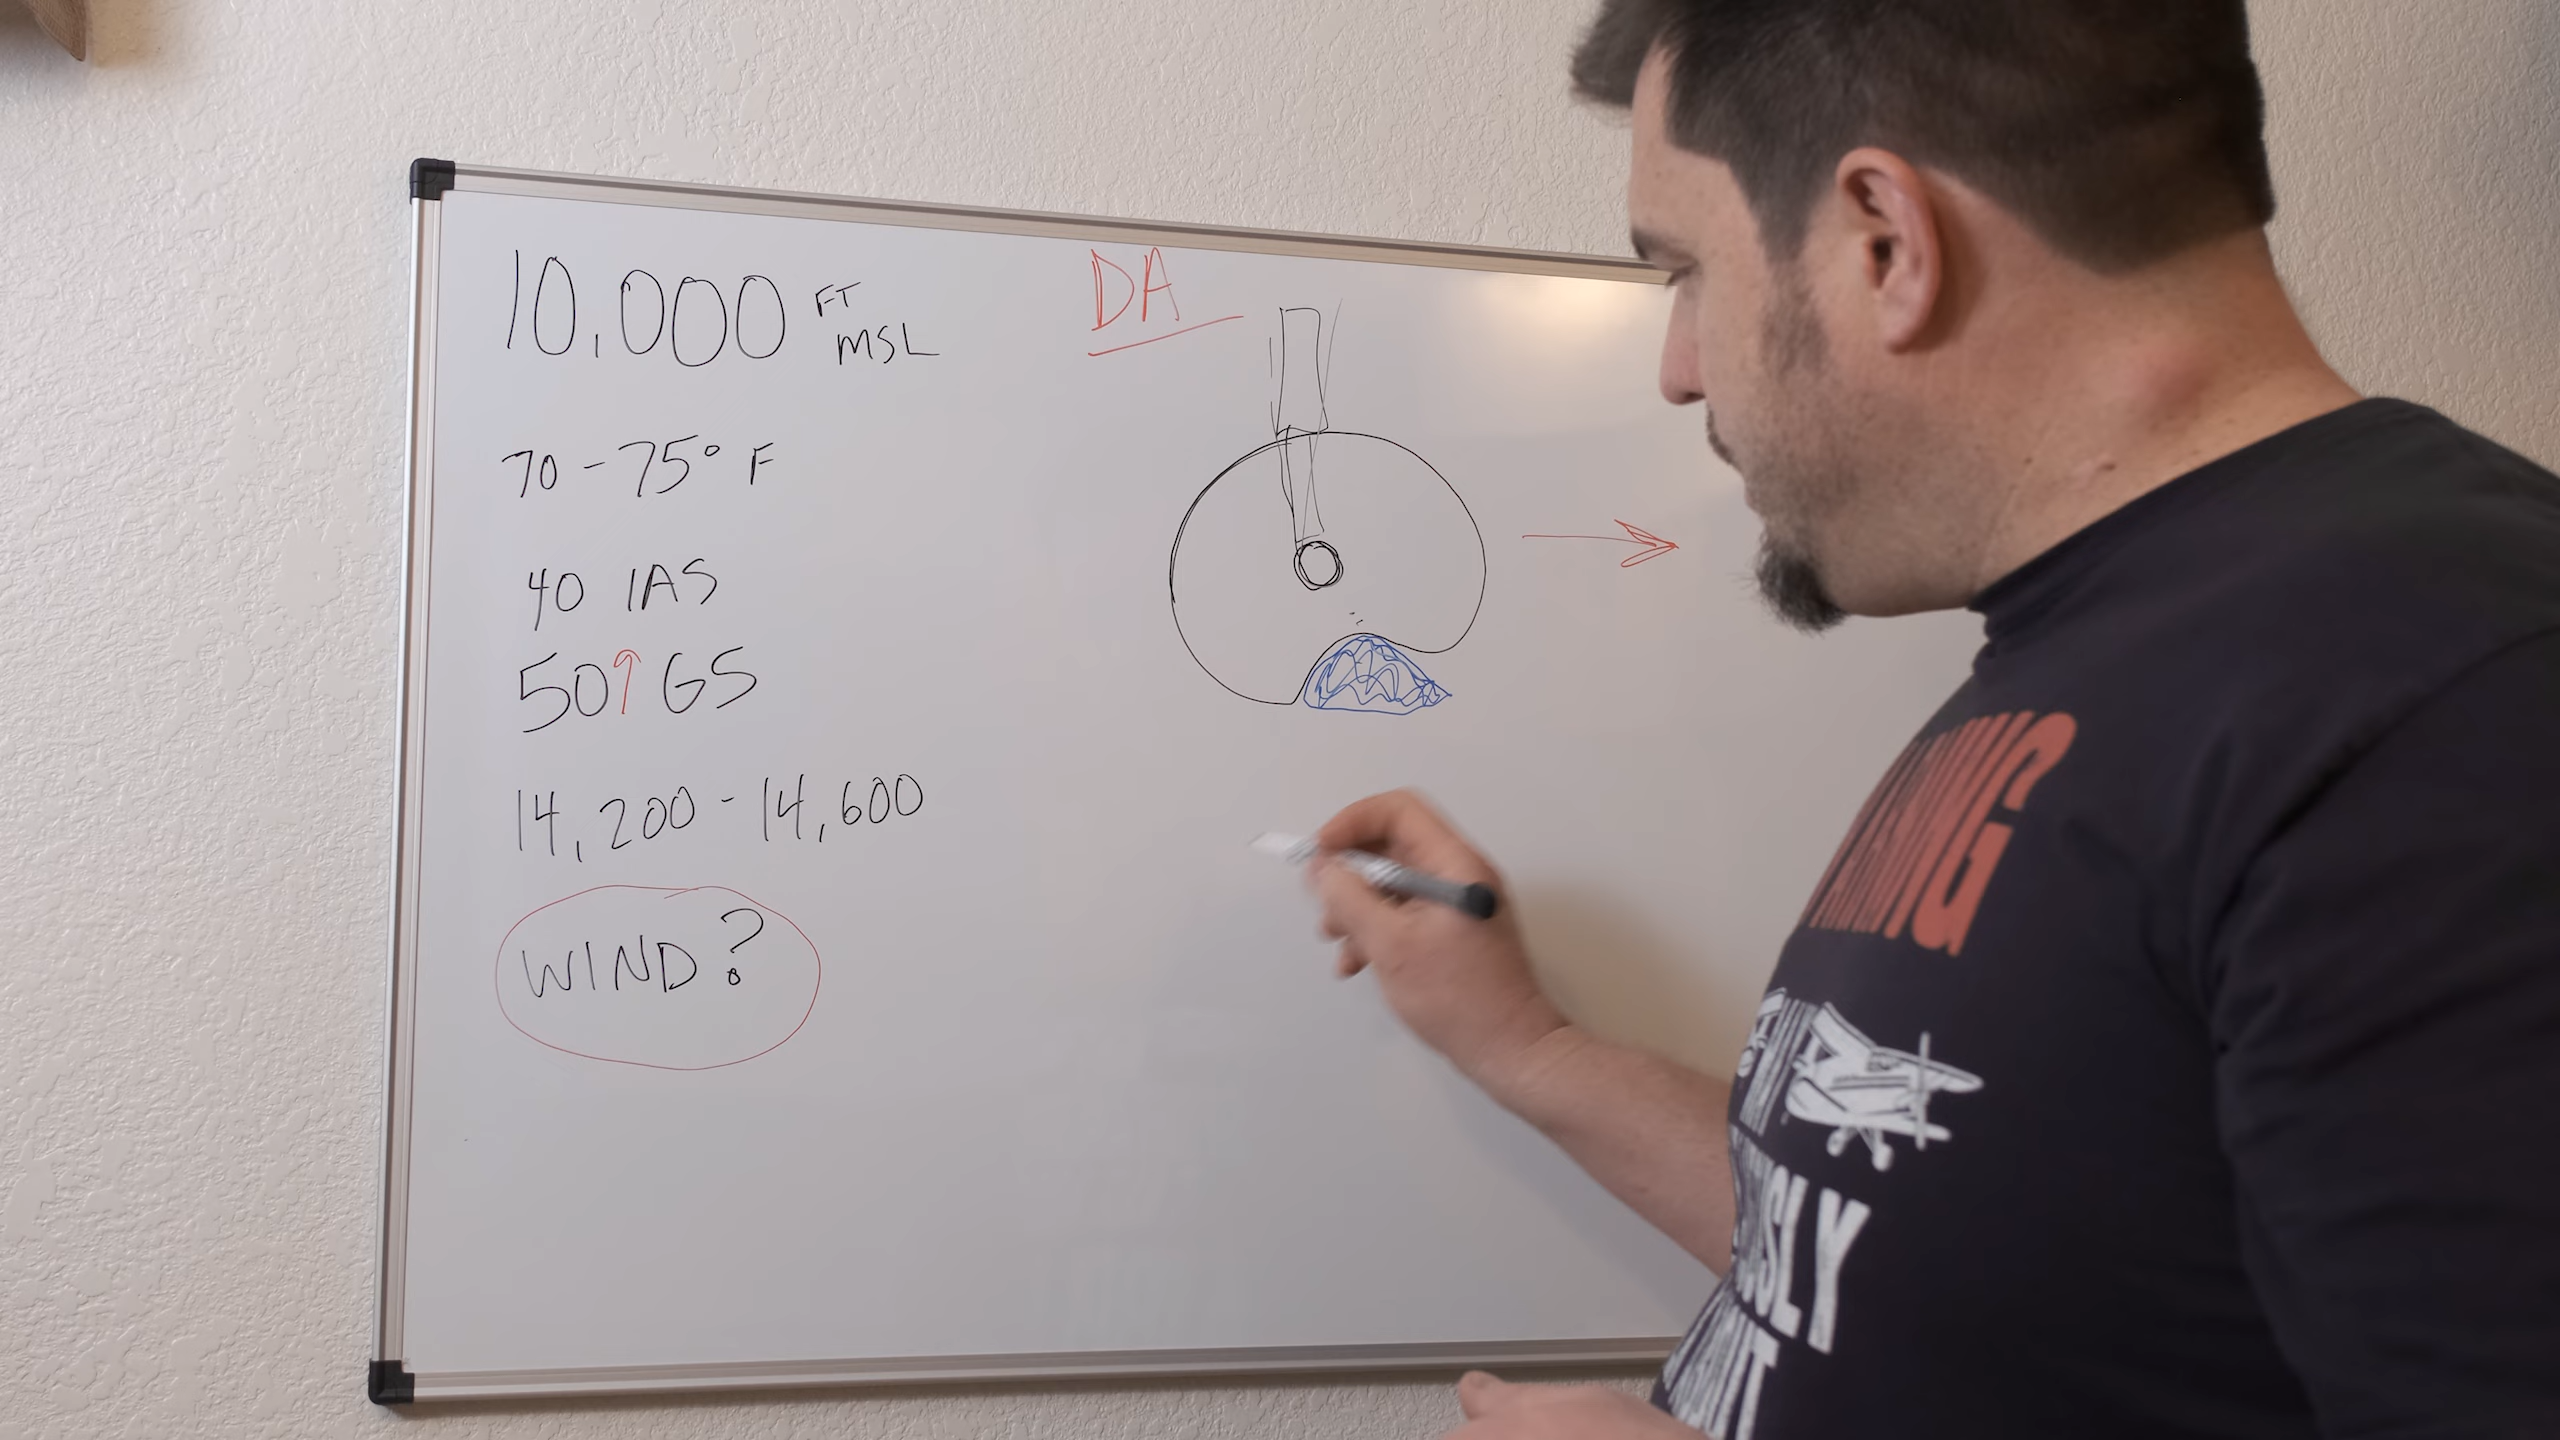 10,000 FT
MSL
70-75° F
40 IAS
50↑ GS
14,200-14,600
WIND?
DA